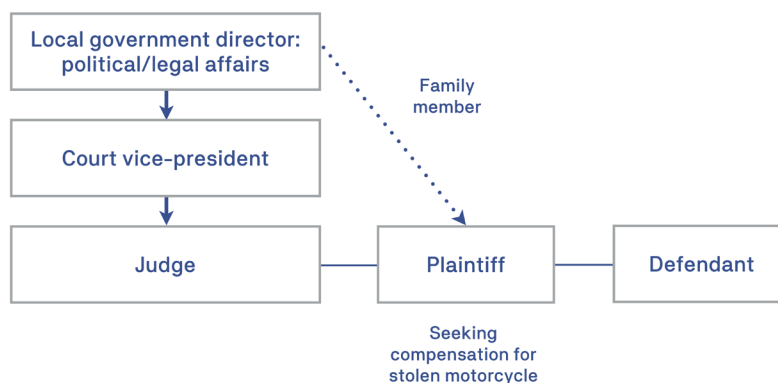 Local government director:
political/legal affairs
Family
member
Court vice-president
Judge
Plaintiff
Defendant
Seeking
compensation for
stolen motorcycle